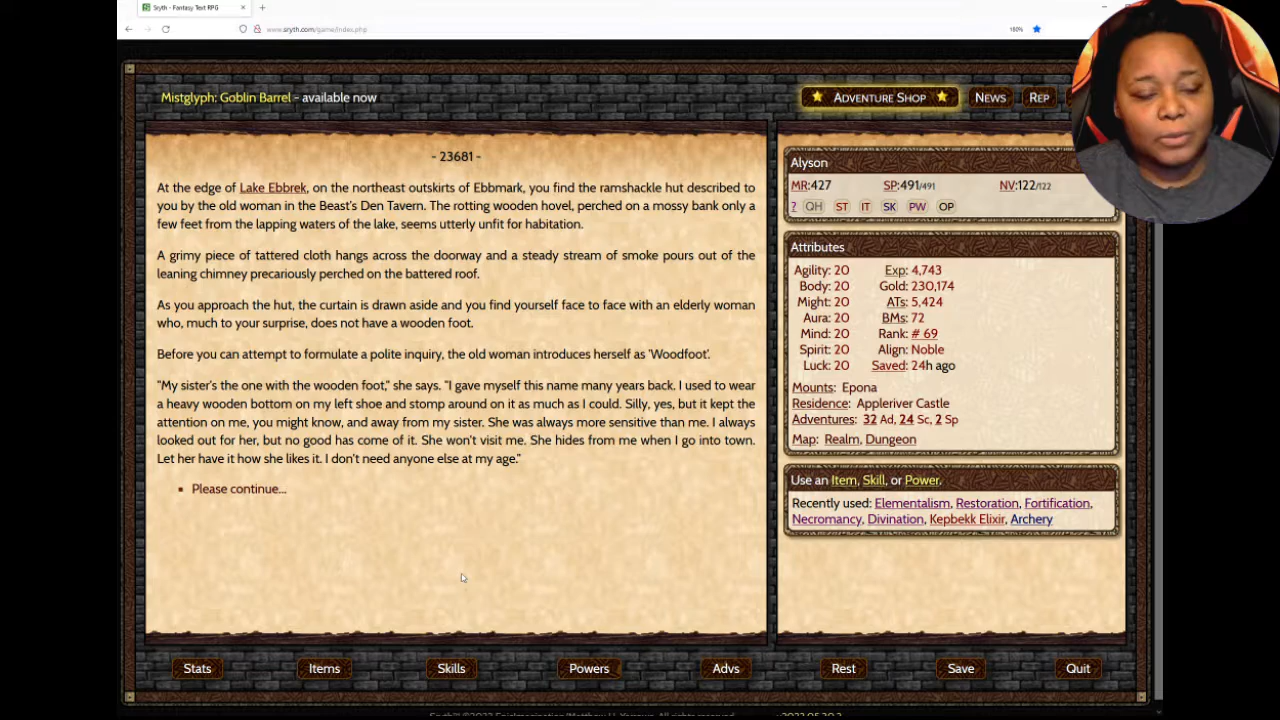 Sryth - Fantasy Text RPG
www.sryth.com/game/index.php
100%
Mistglyph: Goblin Barrel - available now
ADVENTURE SHOP
NEWS
REP
- 23681 -
At the edge of Lake Ebbrek, on the northeast outskirts of Ebbmark, you find the ramshackle hut described to
you by the old woman in the Beast's Den Tavern. The rotting wooden hovel, perched on a mossy bank only a
few feet from the lapping waters of the lake, seems utterly unfit for habitation.
A grimy piece of tattered cloth hangs across the doorway and a steady stream of smoke pours out of the
leaning chimney precariously perched on the battered roof.
As you approach the hut, the curtain is drawn aside and you find yourself face to face with an elderly woman
who, much to your surprise, does not have a wooden foot.
Before you can attempt to formulate a polite inquiry, the old woman introduces herself as 'Woodfoot'.
"My sister's the one with the wooden foot," she says. "I gave myself this name many years back. I used to wear
a heavy wooden bottom on my left shoe and stomp around on it as much as I could. Silly, yes, but it kept the
attention on me, you might know, and away from my sister. She was always more sensitive than me. I always
looked out for her, but no good has come of it. She won't visit me. She hides from me when I go into town.
Let her have it how she likes it. I don't need anyone else at my age."
Please continue...
Alyson
MR:427 SP:491/491 NV:122/122
? QH ST IT SK PW OP
Attributes
Agility: 20 Exp: 4,743
Body: 20 Gold: 230,174
Might: 20 ATs: 5,424
Aura: 20 BMs: 72
Mind: 20 Rank: # 69
Spirit: 20 Align: Noble
Luck: 20 Saved: 24h ago
Mounts: Epona
Residence: Appleriver Castle
Adventures: 32 Ad, 24 Sc, 2 Sp
Map: Realm, Dungeon
Use an Item, Skill, or Power.
Recently used: Elementalism, Restoration, Fortification,
Necromancy, Divination, Kepbekk Elixir, Archery
Stats
Items
Skills
Powers
Advs
Rest
Save
Quit